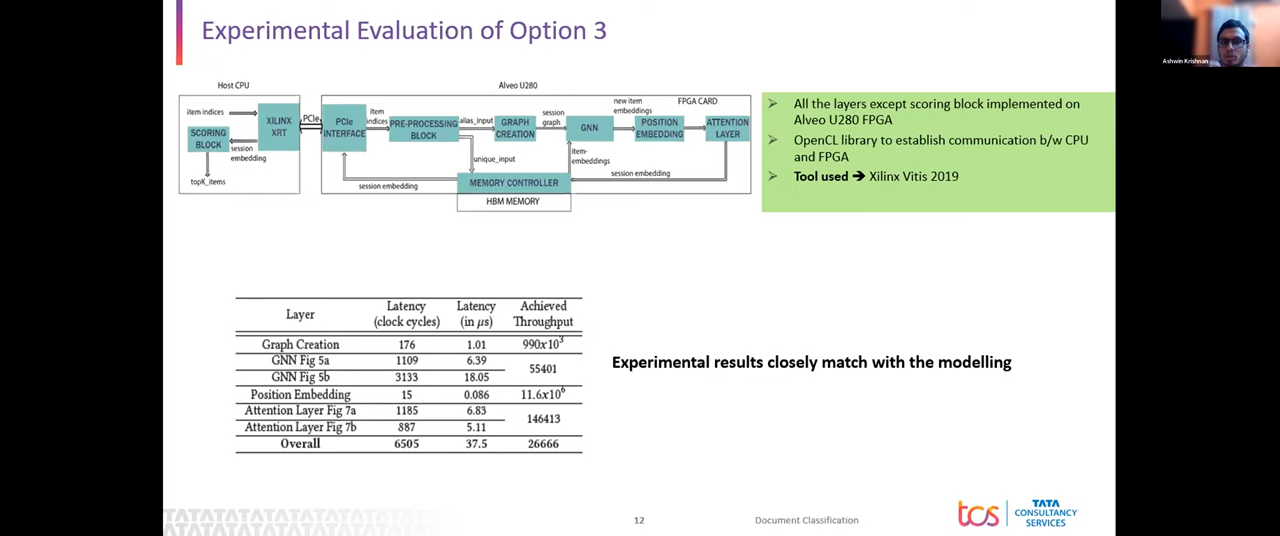 Experimental Evaluation of Option 3
Ashwin Krishnan
Host CPU
Alveo U280
item indices
SCORING
BLOCK
session
embedding
topK_items
XILINX
XRT
PCIe
PCIe
INTERFACE
item
indices
PRE-PROCESSING
BLOCK
alias_input
GRAPH
CREATION
session
graph
GNN
new item
embeddings
POSITION
EMBEDDING
FPGA CARD
ATTENTION
LAYER
unique_input
item-
embeddings
session embedding
session embedding
MEMORY CONTROLLER
HBM MEMORY
➢ All the layers except scoring block implemented on
Alveo U280 FPGA
➢ OpenCL library to establish communication b/w CPU
and FPGA
➢ Tool used ➔ Xilinx Vitis 2019
Layer Latency (clock cycles) Latency (in μs) Achieved Throughput
Graph Creation 176 1.01 990x10³
GNN Fig 5a 1109 6.39
55401
GNN Fig 5b 3133 18.05
Position Embedding 15 0.086 11.6x10⁶
Attention Layer Fig 7a 1185 6.83
146413
Attention Layer Fig 7b 887 5.11
Overall 6505 37.5 26666
Experimental results closely match with the modelling
12
Document Classification
tcs
TATA
CONSULTANCY
SERVICES